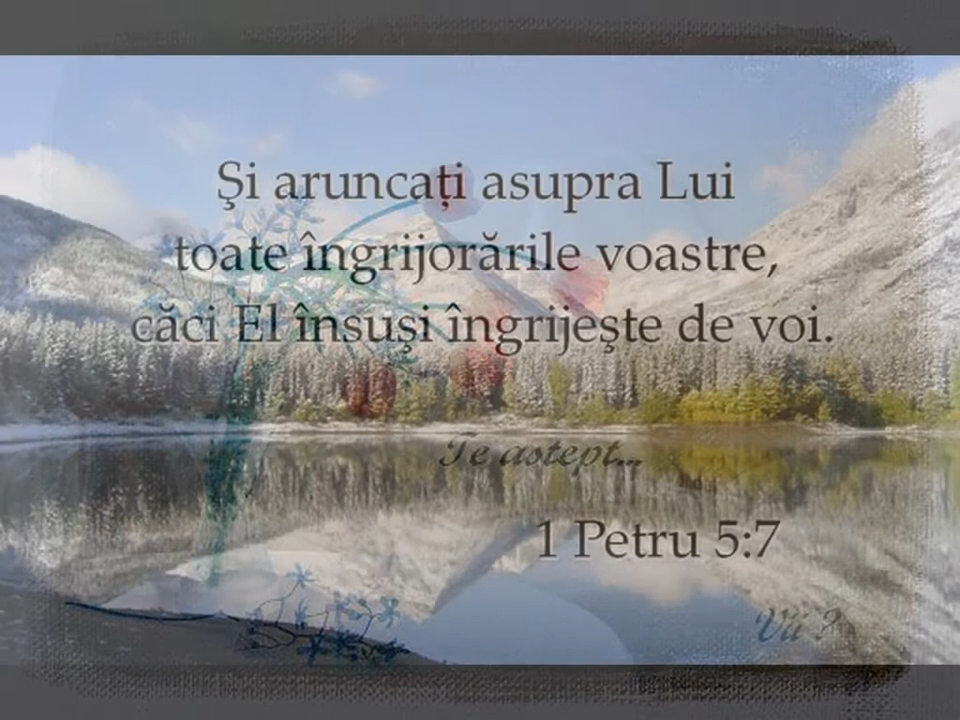 Şi aruncați asupra Lui
toate îngrijorările voastre,
căci El însuşi îngrijeşte de voi.
Te astept...
1 Petru 5:7
Vii ?